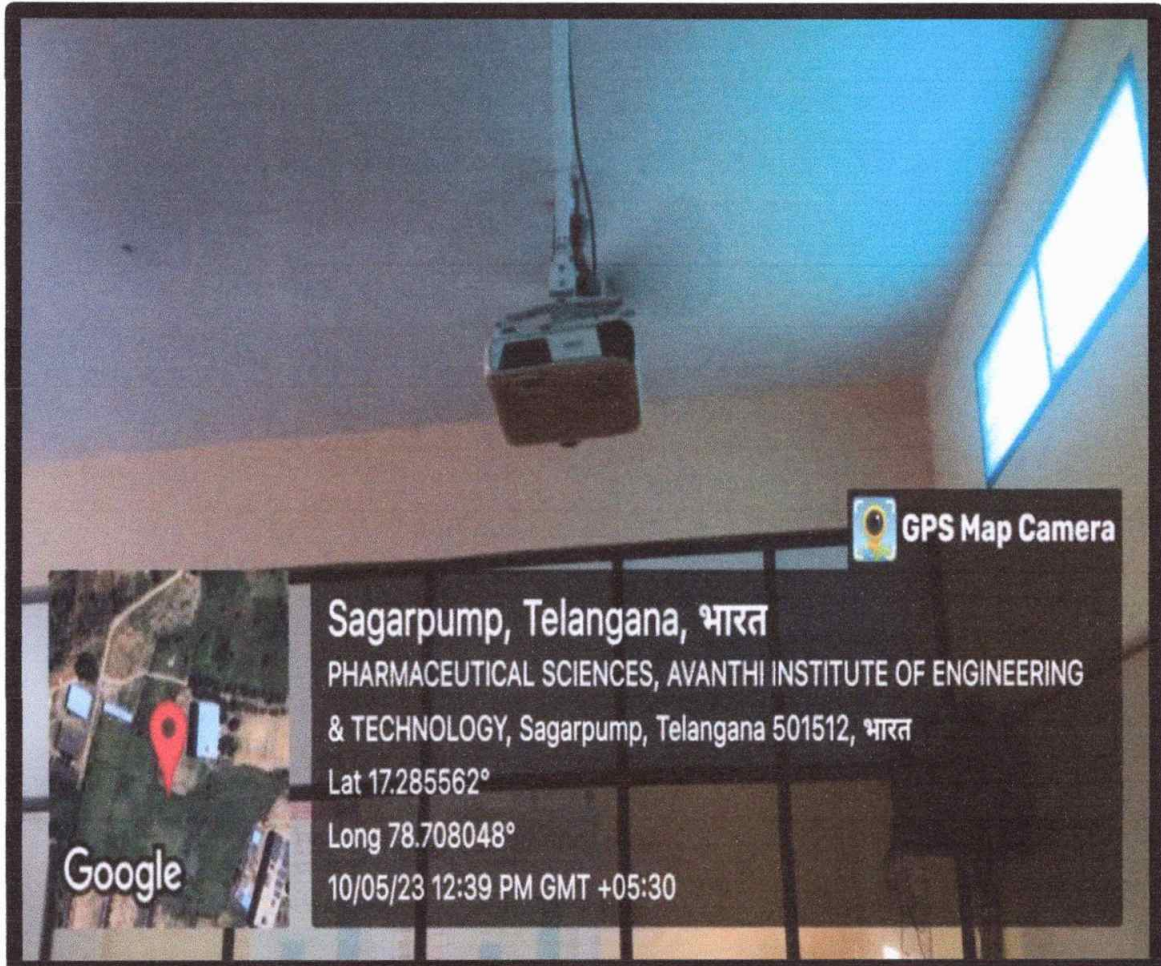 GPS Map Camera
Sagarpump, Telangana, भारत
PHARMACEUTICAL SCIENCES, AVANTHI INSTITUTE OF ENGINEERING
& TECHNOLOGY, Sagarpump, Telangana 501512, भारत
Lat 17.285562°
Long 78.708048°
10/05/23 12:39 PM GMT +05:30
Google